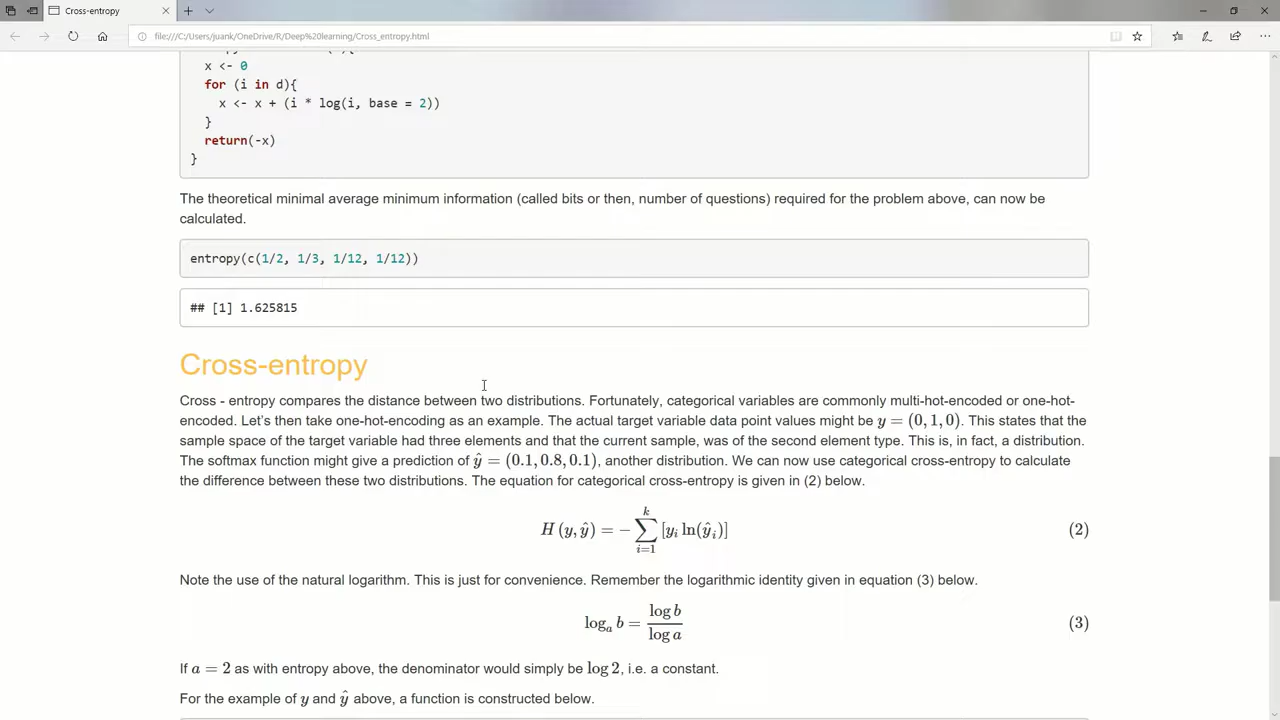 Cross-entropy
file:///C:/Users/juank/OneDrive/R/Deep%20learning/Cross_entropy.html
x <- 0
for (i in d){
x <- x + (i * log(i, base = 2))
}
return(-x)
}
The theoretical minimal average minimum information (called bits or then, number of questions) required for the problem above, can now be
calculated.
entropy(c(1/2, 1/3, 1/12, 1/12))
## [1] 1.625815
Cross-entropy
Cross - entropy compares the distance between two distributions. Fortunately, categorical variables are commonly multi-hot-encoded or one-hot-
encoded. Let's then take one-hot-encoding as an example. The actual target variable data point values might be y = (0, 1, 0). This states that the
sample space of the target variable had three elements and that the current sample, was of the second element type. This is, in fact, a distribution.
The softmax function might give a prediction of ŷ = (0.1, 0.8, 0.1), another distribution. We can now use categorical cross-entropy to calculate
the difference between these two distributions. The equation for categorical cross-entropy is given in (2) below.
H (y, ŷ) = − ∑_{i=1}^{k} [y_i ln(ŷ_i)] (2)
Note the use of the natural logarithm. This is just for convenience. Remember the logarithmic identity given in equation (3) below.
log_a b = log b / log a (3)
If a = 2 as with entropy above, the denominator would simply be log 2, i.e. a constant.
For the example of y and ŷ above, a function is constructed below.